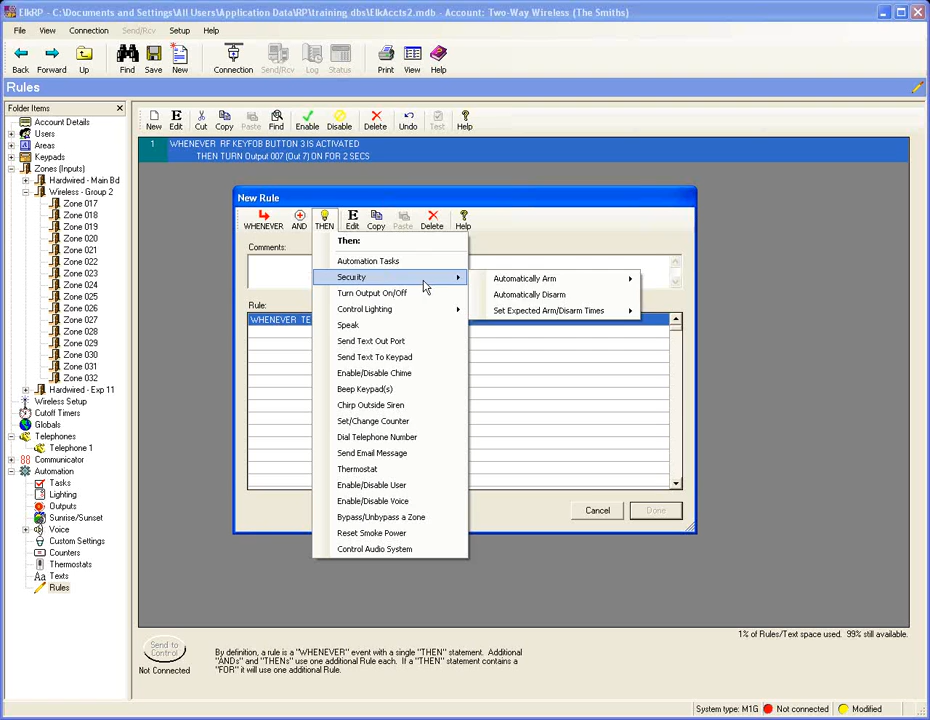 ElkRP - C:\Documents and Settings\All Users\Application Data\RP\training dbs\ElkAccts2.mdb - Account: Two-Way Wireless (The Smiths)
File View Connection Send/Rcv Setup Help
Back Forward Up Find Save New Connection Send/Rcv Log Status Print View Help
Rules
Folder Items
Account Details
Users
Areas
Keypads
Zones (Inputs)
Hardwired - Main Bd
Wireless - Group 2
Zone 017
Zone 018
Zone 019
Zone 020
Zone 021
Zone 022
Zone 023
Zone 024
Zone 025
Zone 026
Zone 027
Zone 028
Zone 029
Zone 030
Zone 031
Zone 032
Hardwired - Exp 11
Wireless Setup
Cutoff Timers
Globals
Telephones
Telephone 1
Communicator
Automation
Tasks
Lighting
Outputs
Sunrise/Sunset
Voice
Custom Settings
Counters
Thermostats
Texts
Rules
New Edit Cut Copy Paste Find Enable Disable Delete Undo Test Help
1 WHENEVER RF KEYFOB BUTTON 3 IS ACTIVATED
THEN TURN Output 007 (Out 7) ON FOR 2 SECS
New Rule
WHENEVER AND THEN Edit Copy Paste Delete Help
Comments:
Rule:
WHENEVER TE
Then:
Automation Tasks
Security
Turn Output On/Off
Control Lighting
Speak
Send Text Out Port
Send Text To Keypad
Enable/Disable Chime
Beep Keypad(s)
Chirp Outside Siren
Set/Change Counter
Dial Telephone Number
Send Email Message
Thermostat
Enable/Disable User
Enable/Disable Voice
Bypass/Unbypass a Zone
Reset Smoke Power
Control Audio System
Automatically Arm
Automatically Disarm
Set Expected Arm/Disarm Times
Cancel Done
1% of Rules/Text space used. 99% still available.
Send to
Control
Not Connected
By definition, a rule is a "WHENEVER" event with a single "THEN" statement. Additional
"ANDs" and "THENs" use one additional Rule each. If a "THEN" statement contains a
"FOR" it will use one additional Rule.
System type: M1G Not connected Modified